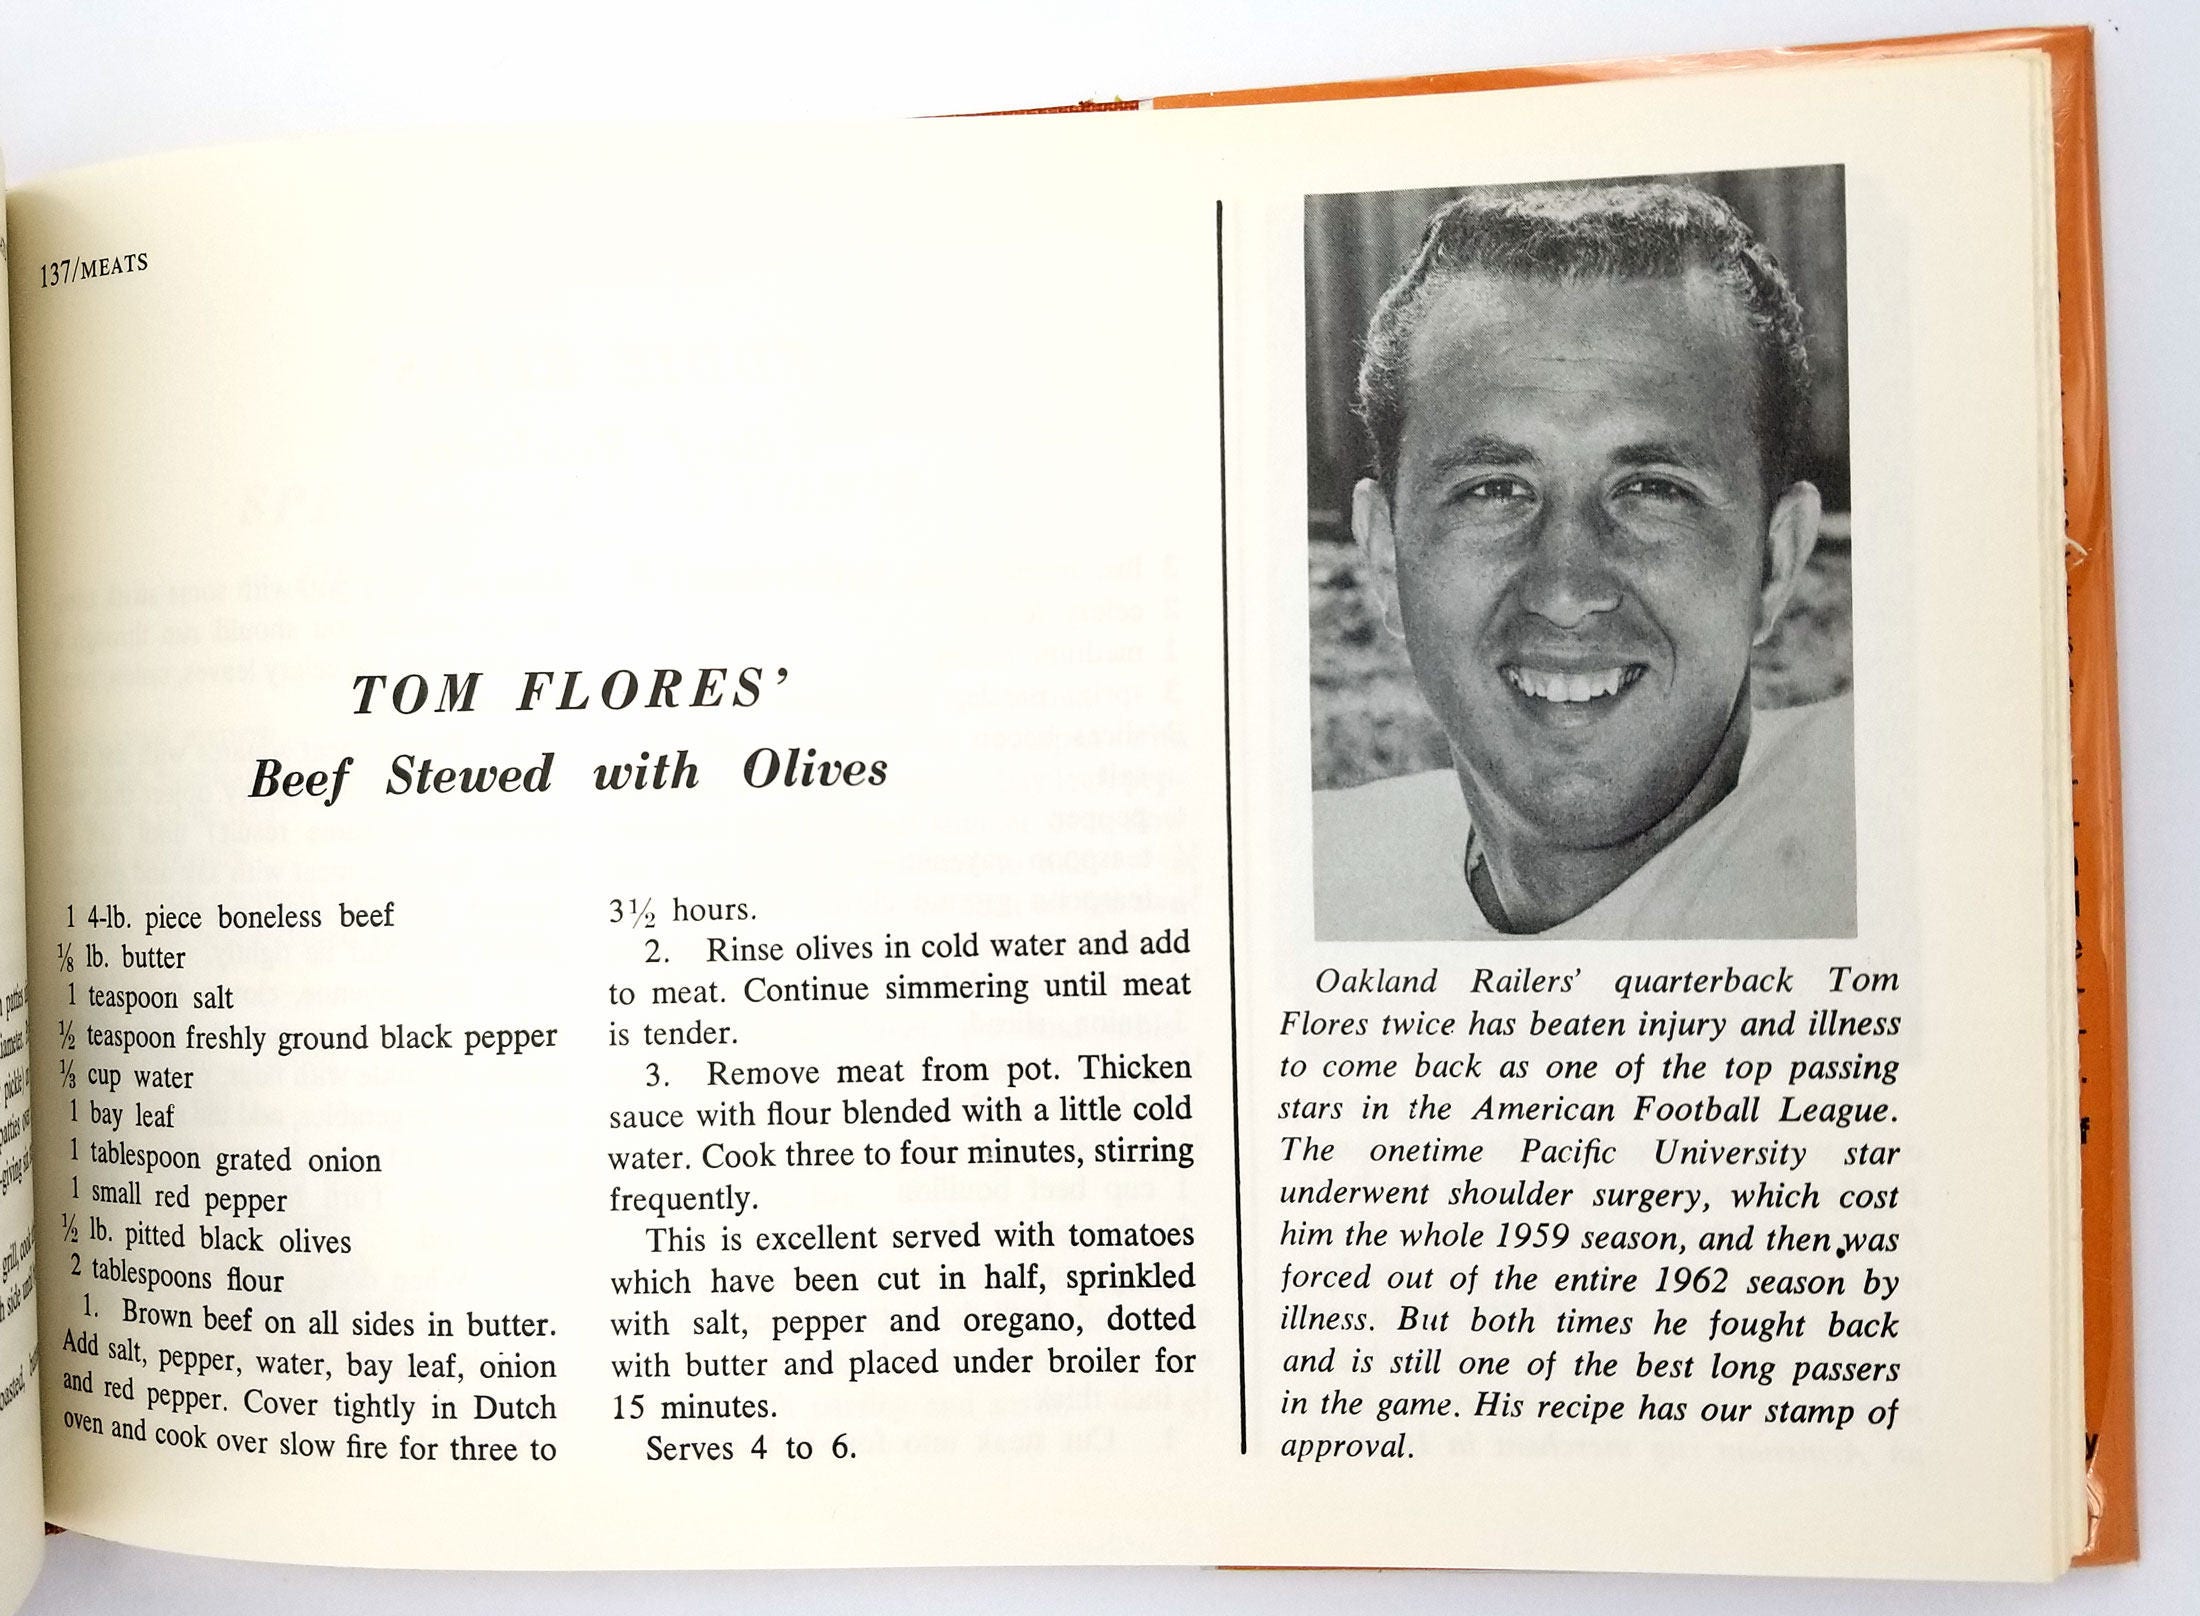 137/MEATS
TOM FLORES'
Beef Stewed with Olives
1 4-lb. piece boneless beef
⅛ lb. butter
1 teaspoon salt
½ teaspoon freshly ground black pepper
⅓ cup water
1 bay leaf
1 tablespoon grated onion
1 small red pepper
½ lb. pitted black olives
2 tablespoons flour
1. Brown beef on all sides in butter.
Add salt, pepper, water, bay leaf, onion
and red pepper. Cover tightly in Dutch
oven and cook over slow fire for three to
3½ hours.
2. Rinse olives in cold water and add
to meat. Continue simmering until meat
is tender.
3. Remove meat from pot. Thicken
sauce with flour blended with a little cold
water. Cook three to four minutes, stirring
frequently.
This is excellent served with tomatoes
which have been cut in half, sprinkled
with salt, pepper and oregano, dotted
with butter and placed under broiler for
15 minutes.
Serves 4 to 6.
Oakland Railers' quarterback Tom
Flores twice has beaten injury and illness
to come back as one of the top passing
stars in the American Football League.
The onetime Pacific University star
underwent shoulder surgery, which cost
him the whole 1959 season, and then was
forced out of the entire 1962 season by
illness. But both times he fought back
and is still one of the best long passers
in the game. His recipe has our stamp of
approval.